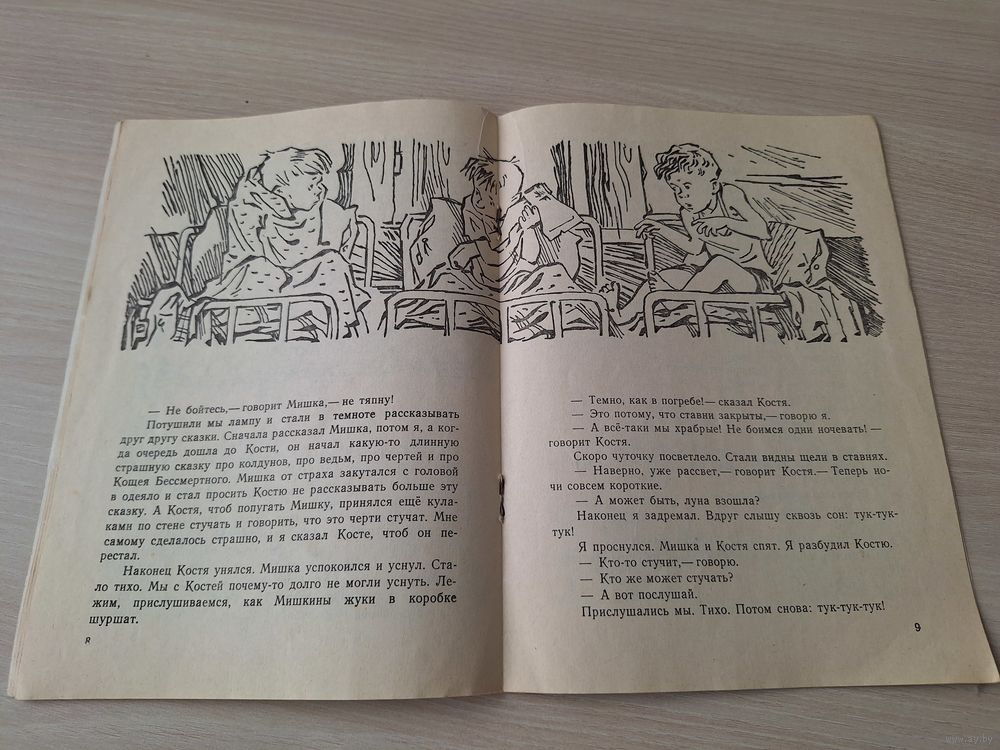 — Не бойтесь,— говорит Мишка,— не тяпну!
Потушили мы лампу и стали в темноте рассказывать
друг другу сказки. Сначала рассказал Мишка, потом я, а ког-
да очередь дошла до Кости, он начал какую-то длинную
страшную сказку про колдунов, про ведьм, про чертей и про
Кощея Бессмертного. Мишка от страха закутался с головой
в одеяло и стал просить Костю не рассказывать больше эту
сказку. А Костя, чтоб попугать Мишку, принялся ещё кула-
ками по стене стучать и говорить, что это черти стучат. Мне
самому сделалось страшно, и я сказал Косте, чтоб он пе-
рестал.
Наконец Костя унялся. Мишка успокоился и уснул. Ста-
ло тихо. Мы с Костей почему-то долго не могли уснуть. Ле-
жим, прислушиваемся, как Мишкины жуки в коробке
шуршат.
8
— Темно, как в погребе!— сказал Костя.
— Это потому, что ставни закрыты,— говорю я.
— А всё-таки мы храбрые! Не боимся одни ночевать! —
говорит Костя.
Скоро чуточку посветлело. Стали видны щели в ставнях.
— Наверно, уже рассвет,— говорит Костя.— Теперь но-
чи совсем короткие.
— А может быть, луна взошла?
Наконец я задремал. Вдруг слышу сквозь сон: тук-тук-
тук!
Я проснулся. Мишка и Костя спят. Я разбудил Костю.
— Кто-то стучит,— говорю.
— Кто же может стучать?
— А вот послушай.
Прислушались мы. Тихо. Потом снова: тук-тук-тук!
9
www.ay.by